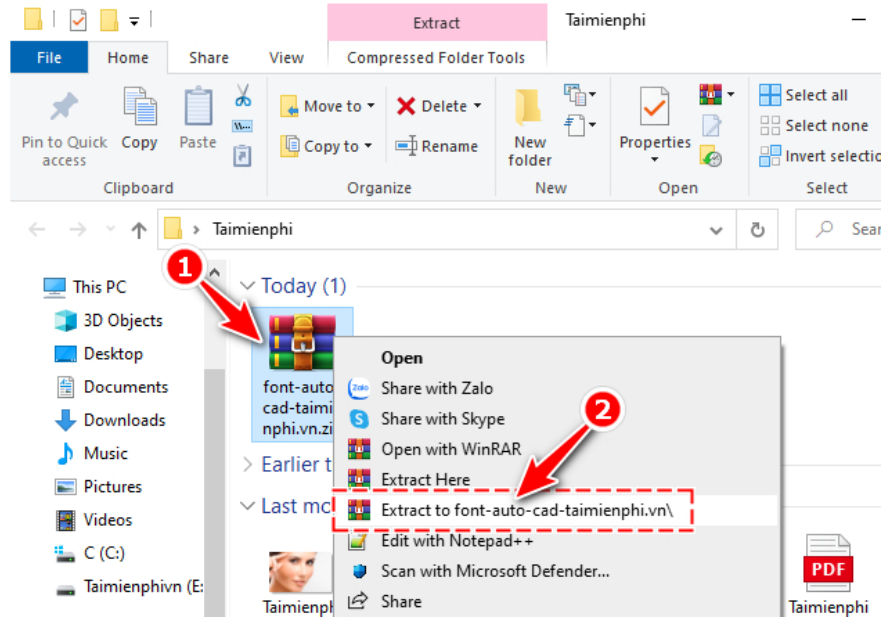 Extract
Taimienphi
File
Home
Share
View
Compressed Folder Tools
Pin to Quick
access
Copy
Paste
Move to
Copy to
Delete
Rename
New
folder
Properties
Select all
Select none
Invert selectio
Clipboard
Organize
New
Open
Select
Taimienphi
Sear
1
This PC
3D Objects
Desktop
Documents
Downloads
Music
Pictures
Videos
C (C:)
Taimienphivn (E:
Today (1)
font-auto
cad-taimi
nphi.vn.zi
Earlier t
Last mo
Open
Zalo
Share with Zalo
Share with Skype
2
Open with WinRAR
Extract Here
Extract to font-auto-cad-taimienphi.vn\
Edit with Notepad++
Scan with Microsoft Defender...
Share
Taimienph
PDF
Taimienphi